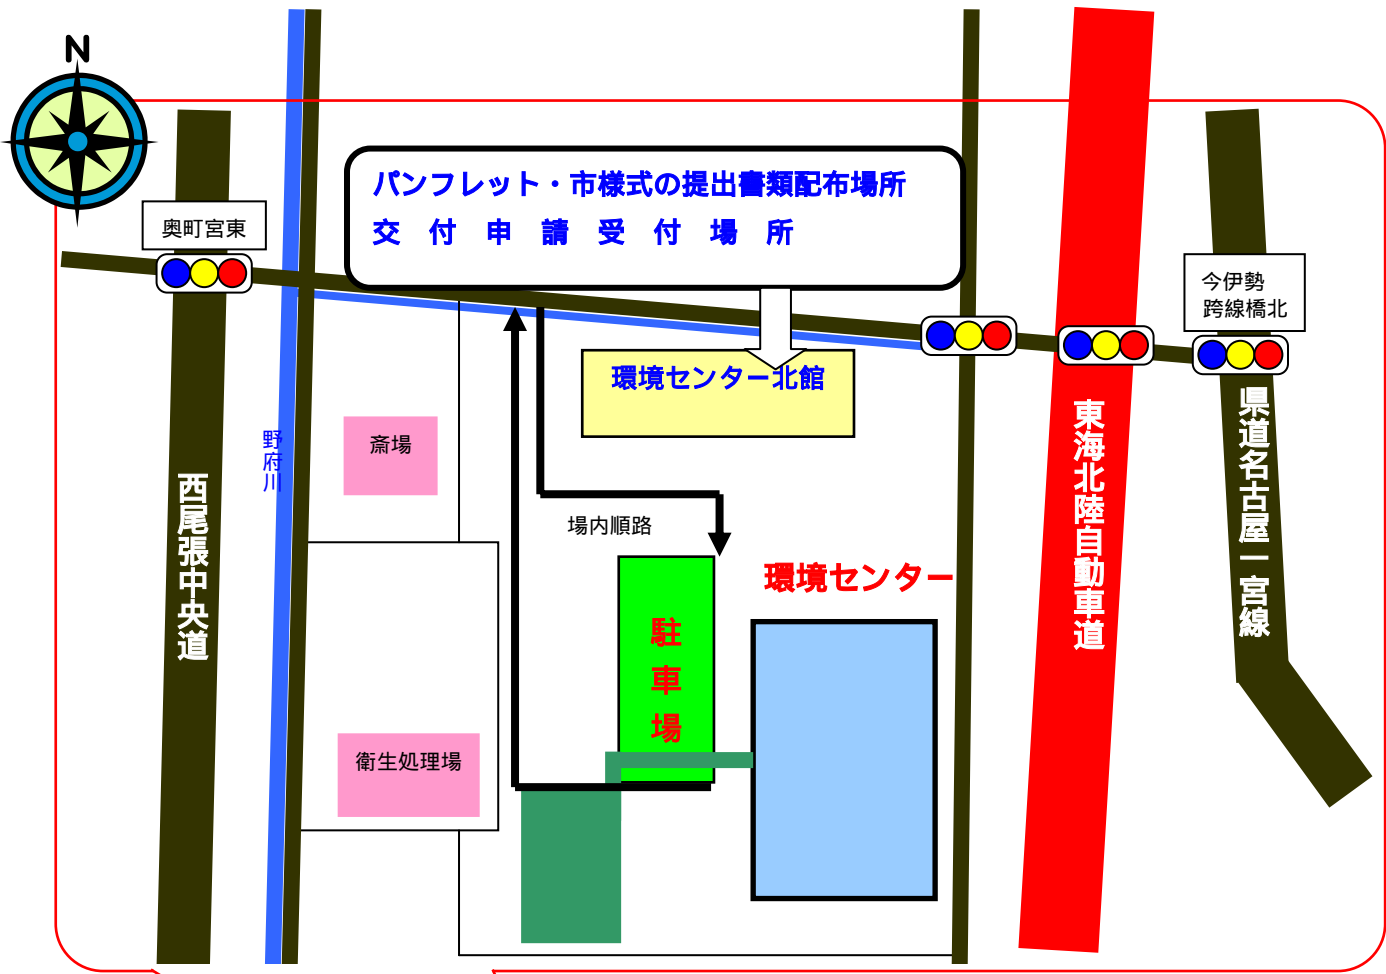 N
パンフレット・市様式の提出書類配布場所
交付申請受付場所
奥町宮東
今伊勢
跨線橋北
環境センター北館
斎場
野府川
西尾張中央道
東海北陸自動車道
県道名古屋一宮線
場内順路
環境センター
駐車場
衛生処理場